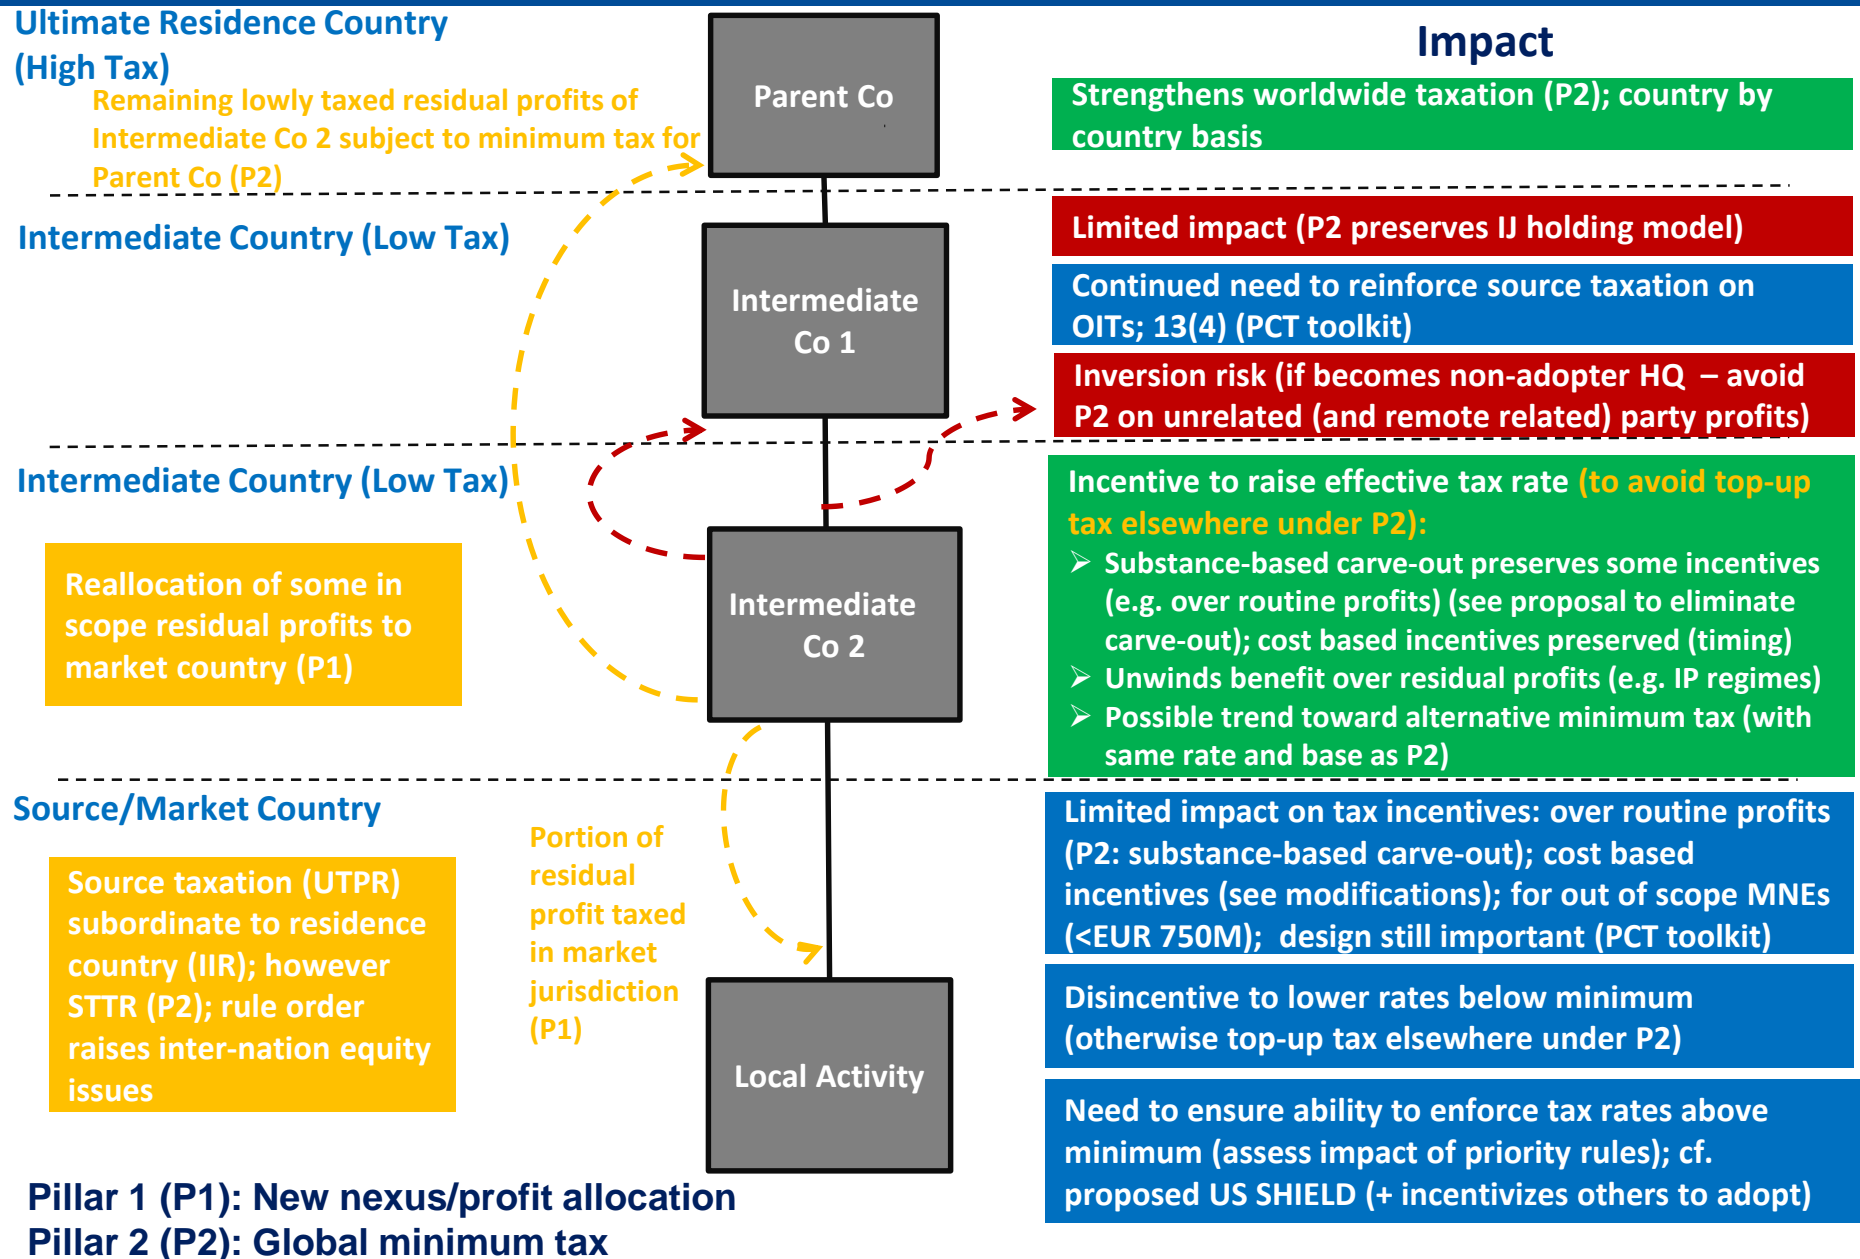 Ultimate Residence Country
(High Tax)
Remaining lowly taxed residual profits of
Intermediate Co 2 subject to minimum tax for
Parent Co (P2)
Parent Co
Impact
Strengthens worldwide taxation (P2); country by
country basis
Intermediate Country (Low Tax)
Intermediate
Co 1
Limited impact (P2 preserves IJ holding model)
Continued need to reinforce source taxation on
OITs; 13(4) (PCT toolkit)
Inversion risk (if becomes non-adopter HQ – avoid
P2 on unrelated (and remote related) party profits)
Intermediate Country (Low Tax)
Reallocation of some in
scope residual profits to
market country (P1)
Intermediate
Co 2
Incentive to raise effective tax rate (to avoid top-up
tax elsewhere under P2):
➢ Substance-based carve-out preserves some incentives
(e.g. over routine profits) (see proposal to eliminate
carve-out); cost based incentives preserved (timing)
➢ Unwinds benefit over residual profits (e.g. IP regimes)
➢ Possible trend toward alternative minimum tax (with
same rate and base as P2)
Source/Market Country
Source taxation (UTPR)
subordinate to residence
country (IIR); however
STTR (P2); rule order
raises inter-nation equity
issues
Portion of
residual
profit taxed
in market
jurisdiction
(P1)
Local Activity
Limited impact on tax incentives: over routine profits
(P2: substance-based carve-out); cost based
incentives (see modifications); for out of scope MNEs
(<EUR 750M); design still important (PCT toolkit)
Disincentive to lower rates below minimum
(otherwise top-up tax elsewhere under P2)
Need to ensure ability to enforce tax rates above
minimum (assess impact of priority rules); cf.
proposed US SHIELD (+ incentivizes others to adopt)
Pillar 1 (P1): New nexus/profit allocation
Pillar 2 (P2): Global minimum tax